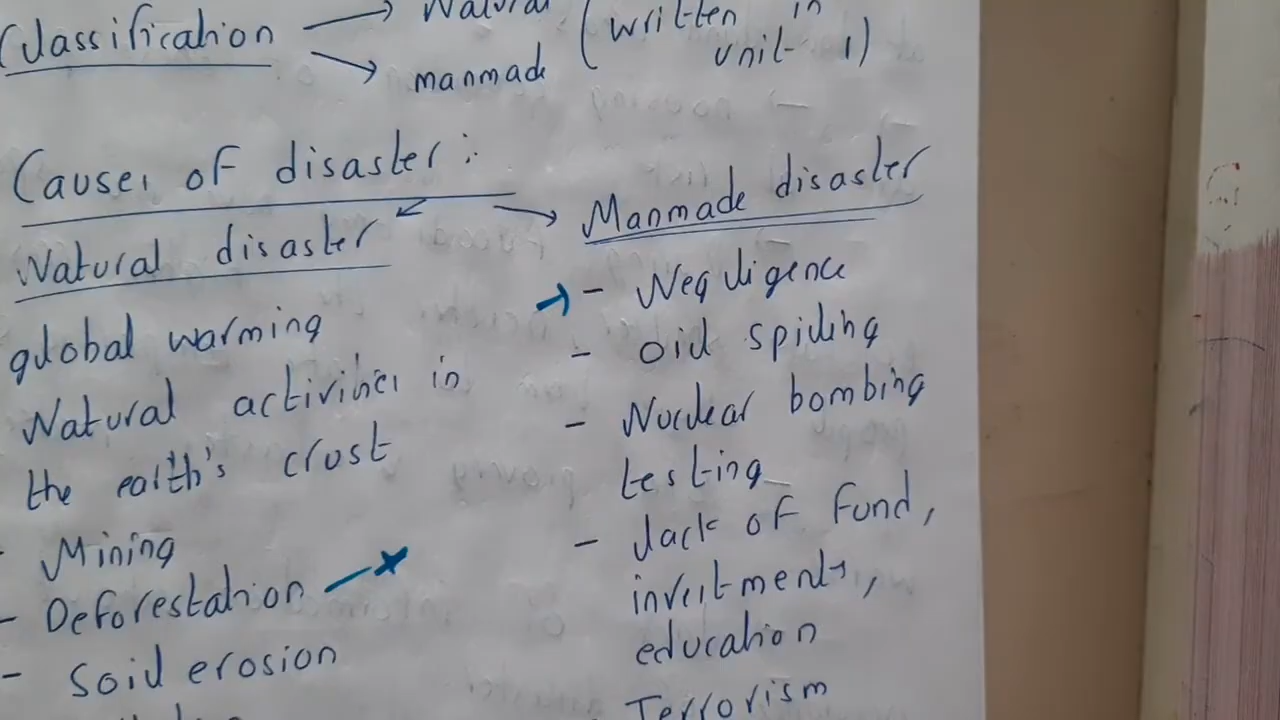 Classification → Natural (written in
→ manmade unit 1)
Causes of disaster :
Natural disaster
global warming
Natural activities in
the earth's crust
- Mining
- Deforestation
- Soil erosion
→ Manmade disaster
→ - Negligence
- oil spilling
- Nuclear bombing
testing
- lack of fund,
investments,
education
Terrorism